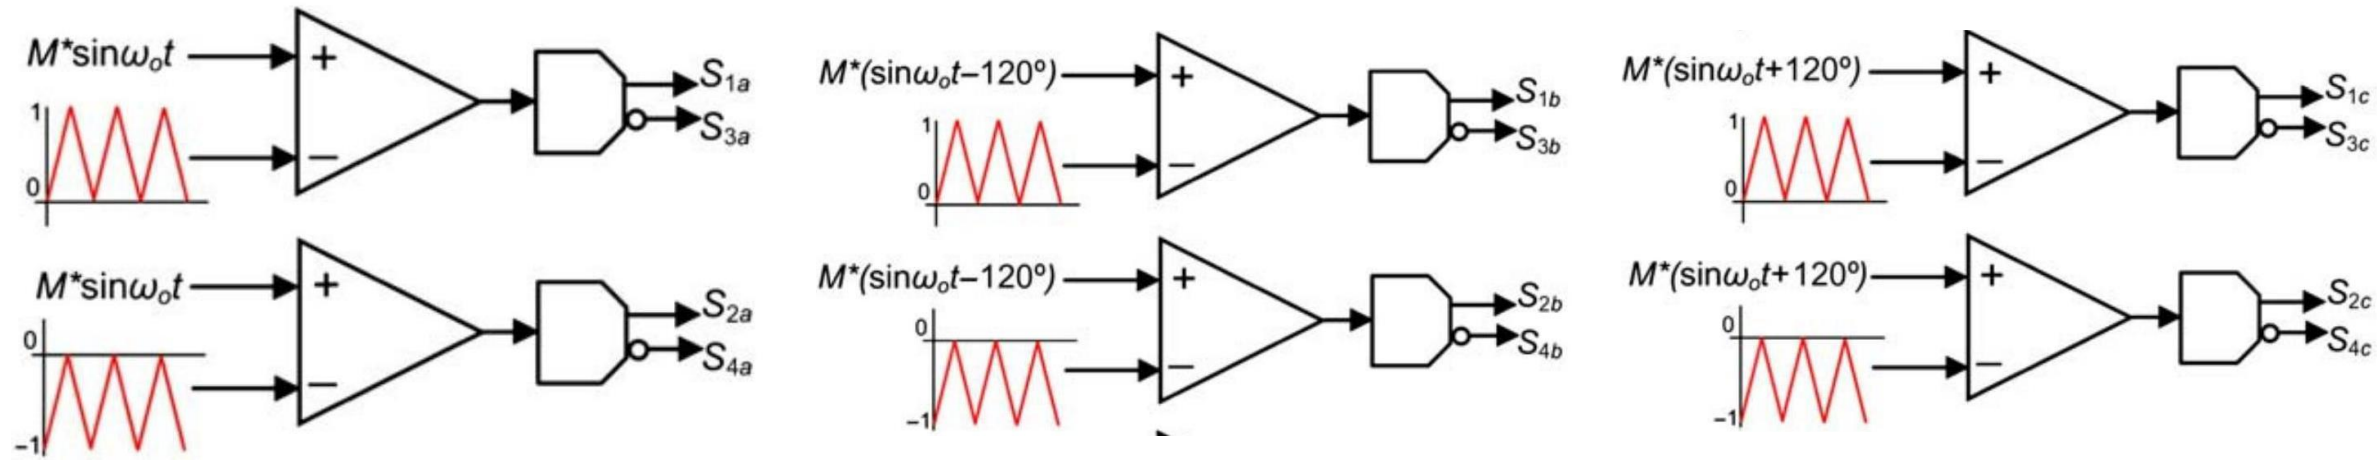 M*sinωₒt
1
0
S1a
S3a
M*(sinωₒt–120º)
1
0
S1b
S3b
M*(sinωₒt+120º)
1
0
S1c
S3c
M*sinωₒt
0
–1
S2a
S4a
M*(sinωₒt–120º)
0
–1
S2b
S4b
M*(sinωₒt+120º)
0
–1
S2c
S4c